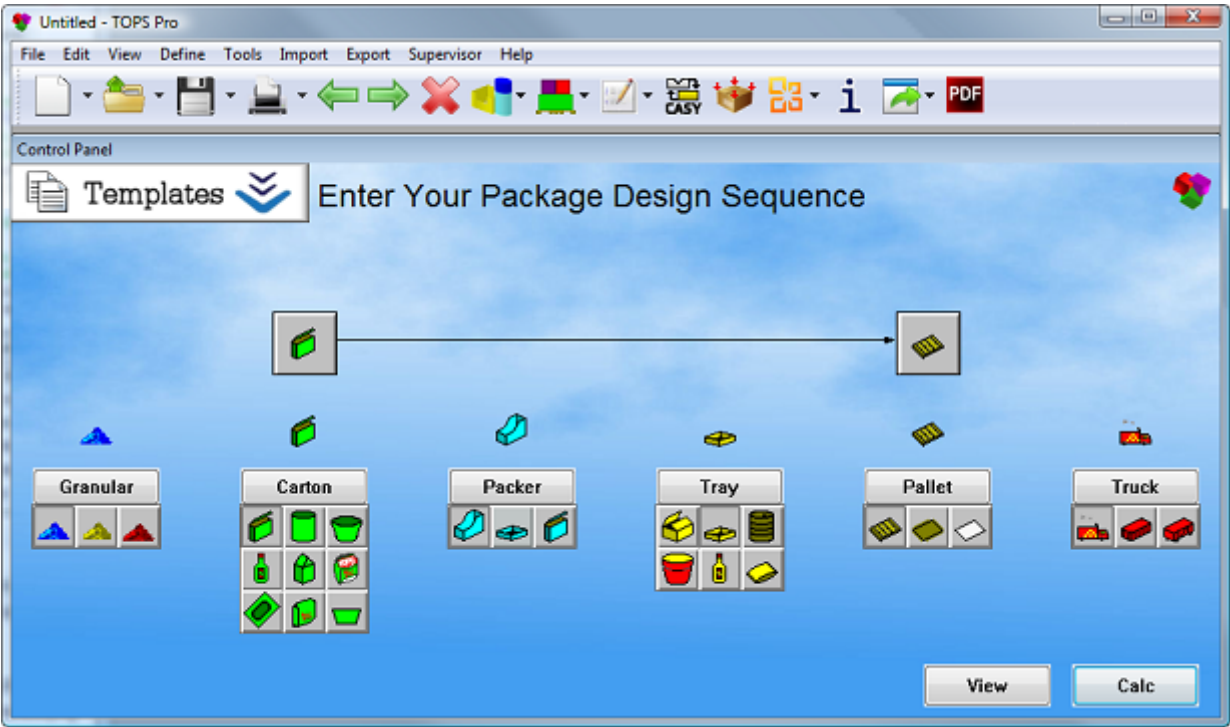 Untitled - TOPS Pro
File Edit View Define Tools Import Export Supervisor Help
CASY i PDF
Control Panel
Templates Enter Your Package Design Sequence
Granular Carton Packer Tray Pallet Truck
View Calc